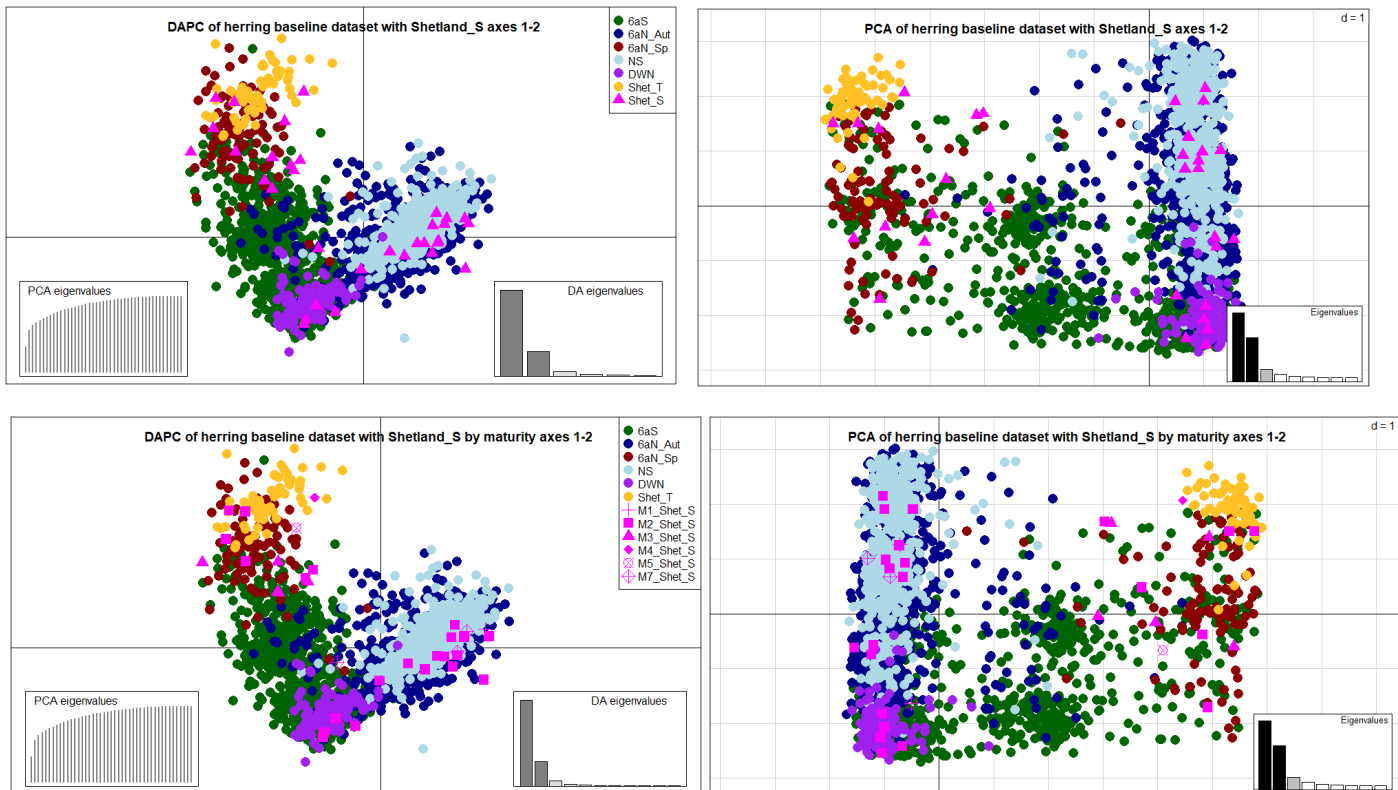 DAPC of herring baseline dataset with Shetland_S axes 1-2
6aS
6aN_Aut
6aN_Sp
NS
DWN
Shet_T
Shet_S
PCA eigenvalues
DA eigenvalues
PCA of herring baseline dataset with Shetland_S axes 1-2
d = 1
Eigenvalues
DAPC of herring baseline dataset with Shetland_S by maturity axes 1-2
6aS
6aN_Aut
6aN_Sp
NS
DWN
Shet_T
M1_Shet_S
M2_Shet_S
M3_Shet_S
M4_Shet_S
M5_Shet_S
M7_Shet_S
PCA eigenvalues
DA eigenvalues
PCA of herring baseline dataset with Shetland_S by maturity axes 1-2
d = 1
Eigenvalues